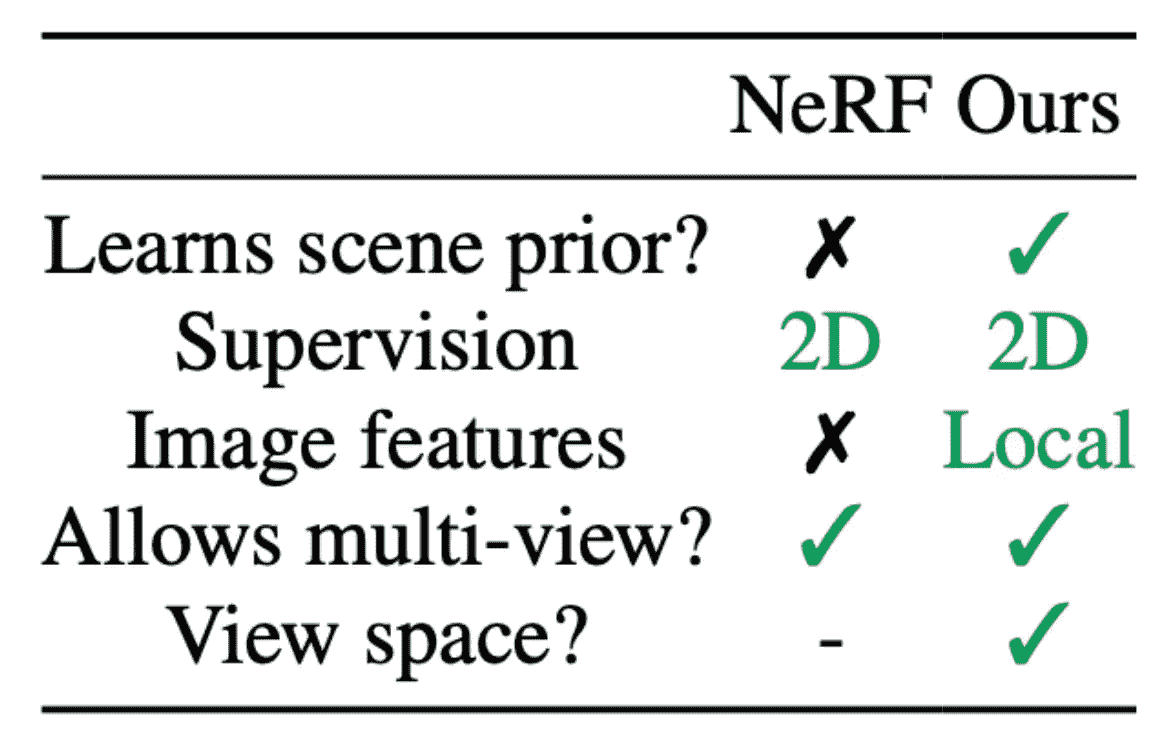 NeRF Ours
Learns scene prior? ✗ ✓
Supervision 2D 2D
Image features ✗ Local
Allows multi-view? ✓ ✓
View space? - ✓